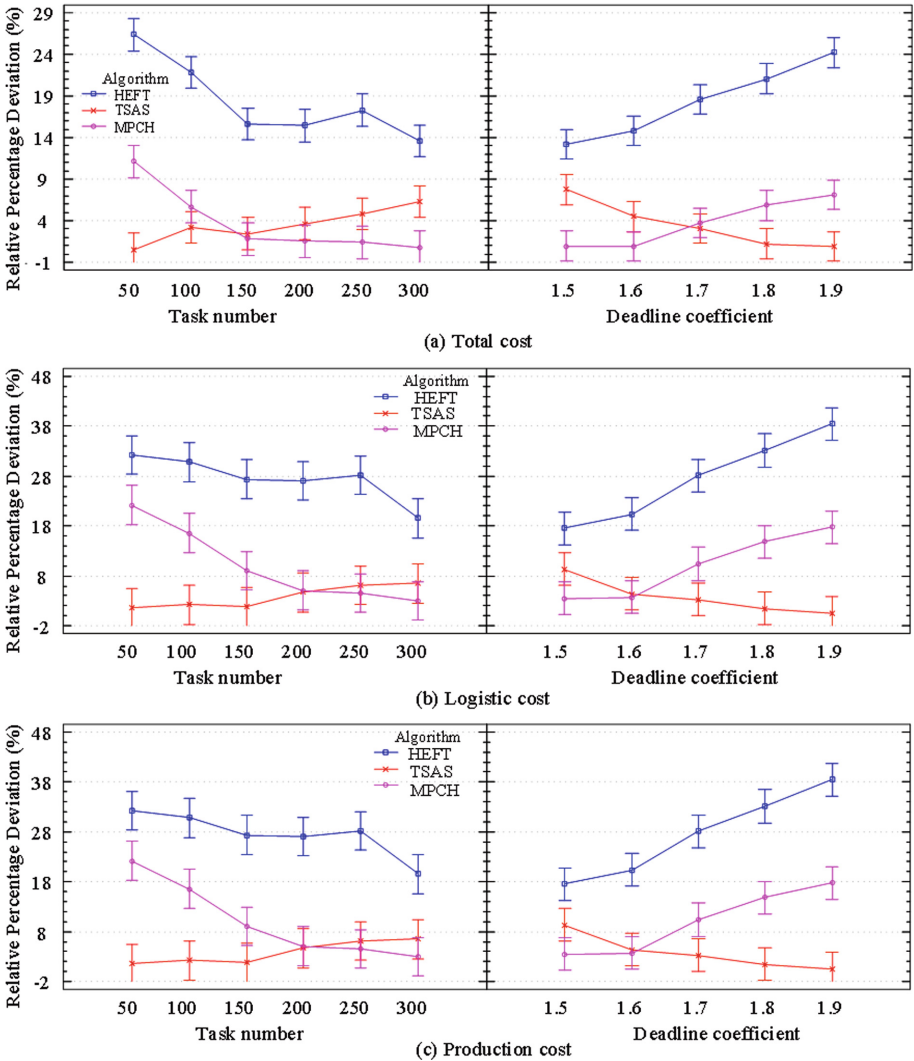 Relative Percentage Deviation (%)
29
24
19
14
9
4
-1
Algorithm
HEFT
TSAS
MPCH
50 100 150 200 250 300
1.5 1.6 1.7 1.8 1.9
Task number
Deadline coefficient
(a) Total cost
Relative Percentage Deviation (%)
48
38
28
18
8
-2
Algorithm
HEFT
TSAS
MPCH
50 100 150 200 250 300
1.5 1.6 1.7 1.8 1.9
Task number
Deadline coefficient
(b) Logistic cost
Relative Percentage Deviation (%)
48
38
28
18
8
-2
Algorithm
HEFT
TSAS
MPCH
50 100 150 200 250 300
1.5 1.6 1.7 1.8 1.9
Task number
Deadline coefficient
(c) Production cost